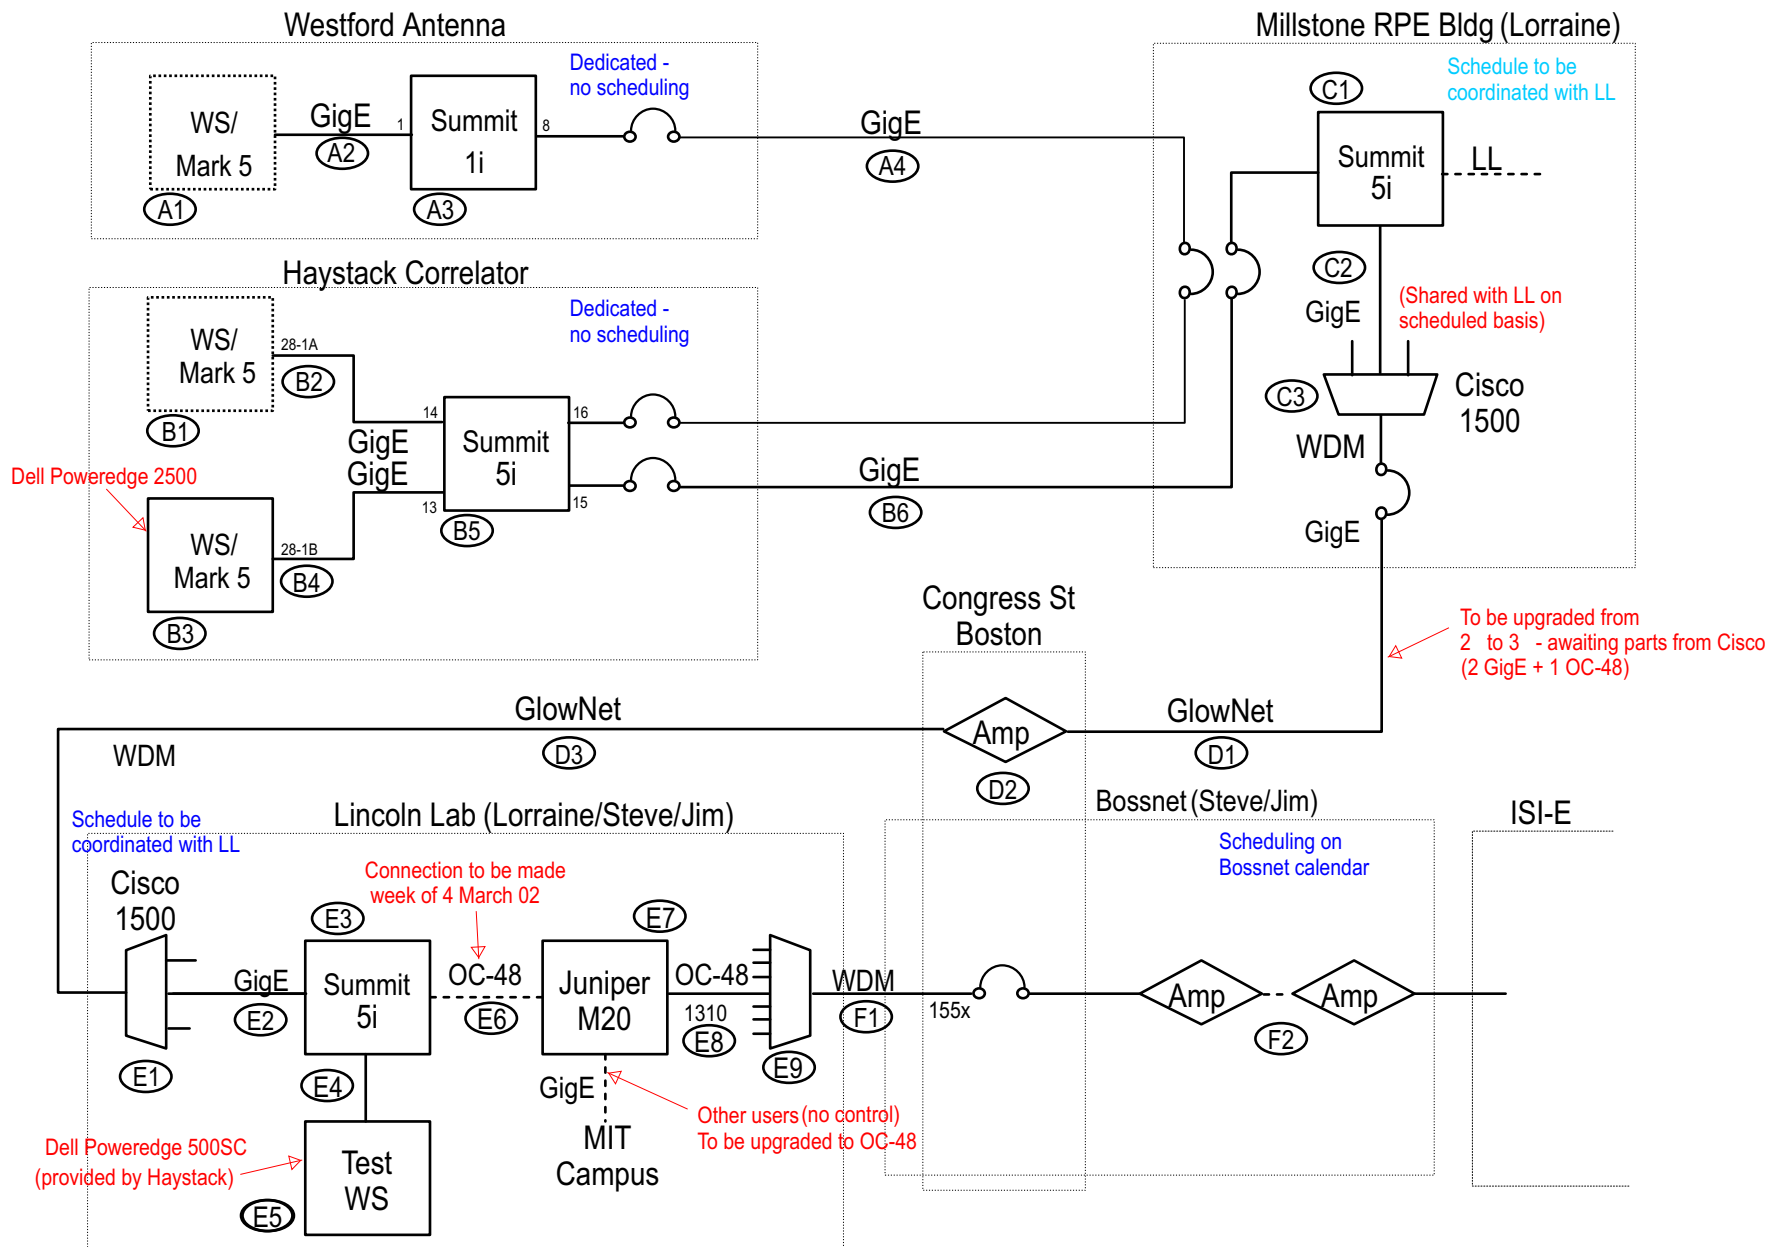 Westford Antenna
Dedicated -
no scheduling
WS/
Mark 5
A1
GigE
A2
1
Summit
1i
A3
8
GigE
A4
Millstone RPE Bldg (Lorraine)
Schedule to be
coordinated with LL
C1
Summit
5i
LL
C2
GigE
(Shared with LL on
scheduled basis)
C3
Cisco
1500
WDM
GigE
Haystack Correlator
Dedicated -
no scheduling
WS/
Mark 5
B1
28-1A
B2
14
GigE
GigE
13
Summit
5i
B5
16
15
GigE
B6
Dell Poweredge 2500
WS/
Mark 5
B3
28-1B
B4
To be upgraded from
2 to 3 - awaiting parts from Cisco
(2 GigE + 1 OC-48)
Congress St
Boston
Amp
D2
GlowNet
D1
GlowNet
D3
WDM
Lincoln Lab (Lorraine/Steve/Jim)
Schedule to be
coordinated with LL
Cisco
1500
E1
GigE
E2
E3
Summit
5i
Connection to be made
week of 4 March 02
OC-48
E6
E7
Juniper
M20
OC-48
1310
E8
E9
E4
Dell Poweredge 500SC
(provided by Haystack)
Test
WS
E5
GigE
MIT
Campus
Other users (no control)
To be upgraded to OC-48
WDM
F1
Bossnet (Steve/Jim)
Scheduling on
Bossnet calendar
155x
Amp
Amp
F2
ISI-E